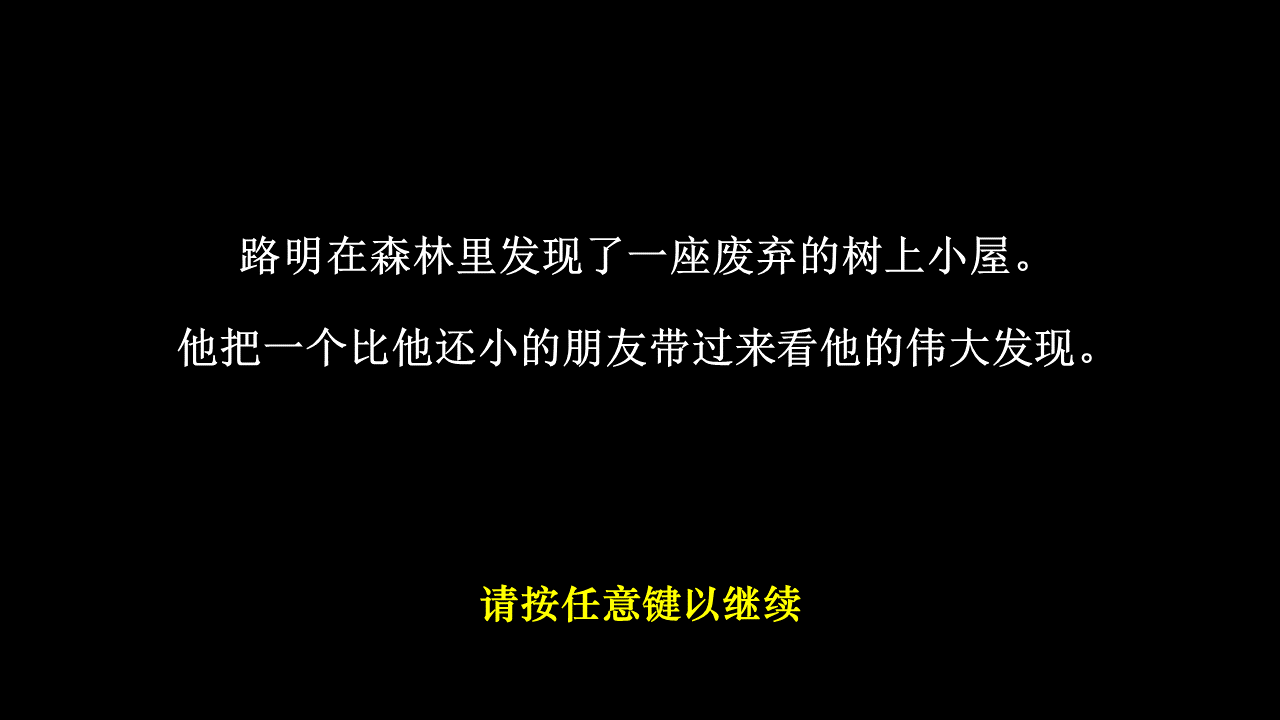 路明在森林里发现了一座废弃的树上小屋。
他把一个比他还小的朋友带过来看他的伟大发现。
请按任意键以继续